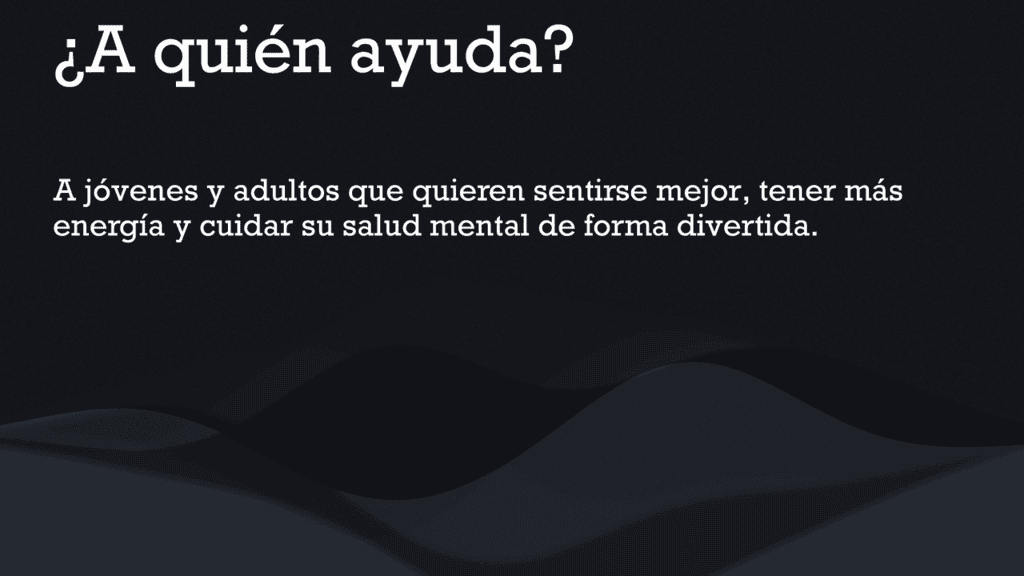 ¿A quién ayuda?
A jóvenes y adultos que quieren sentirse mejor, tener más
energía y cuidar su salud mental de forma divertida.